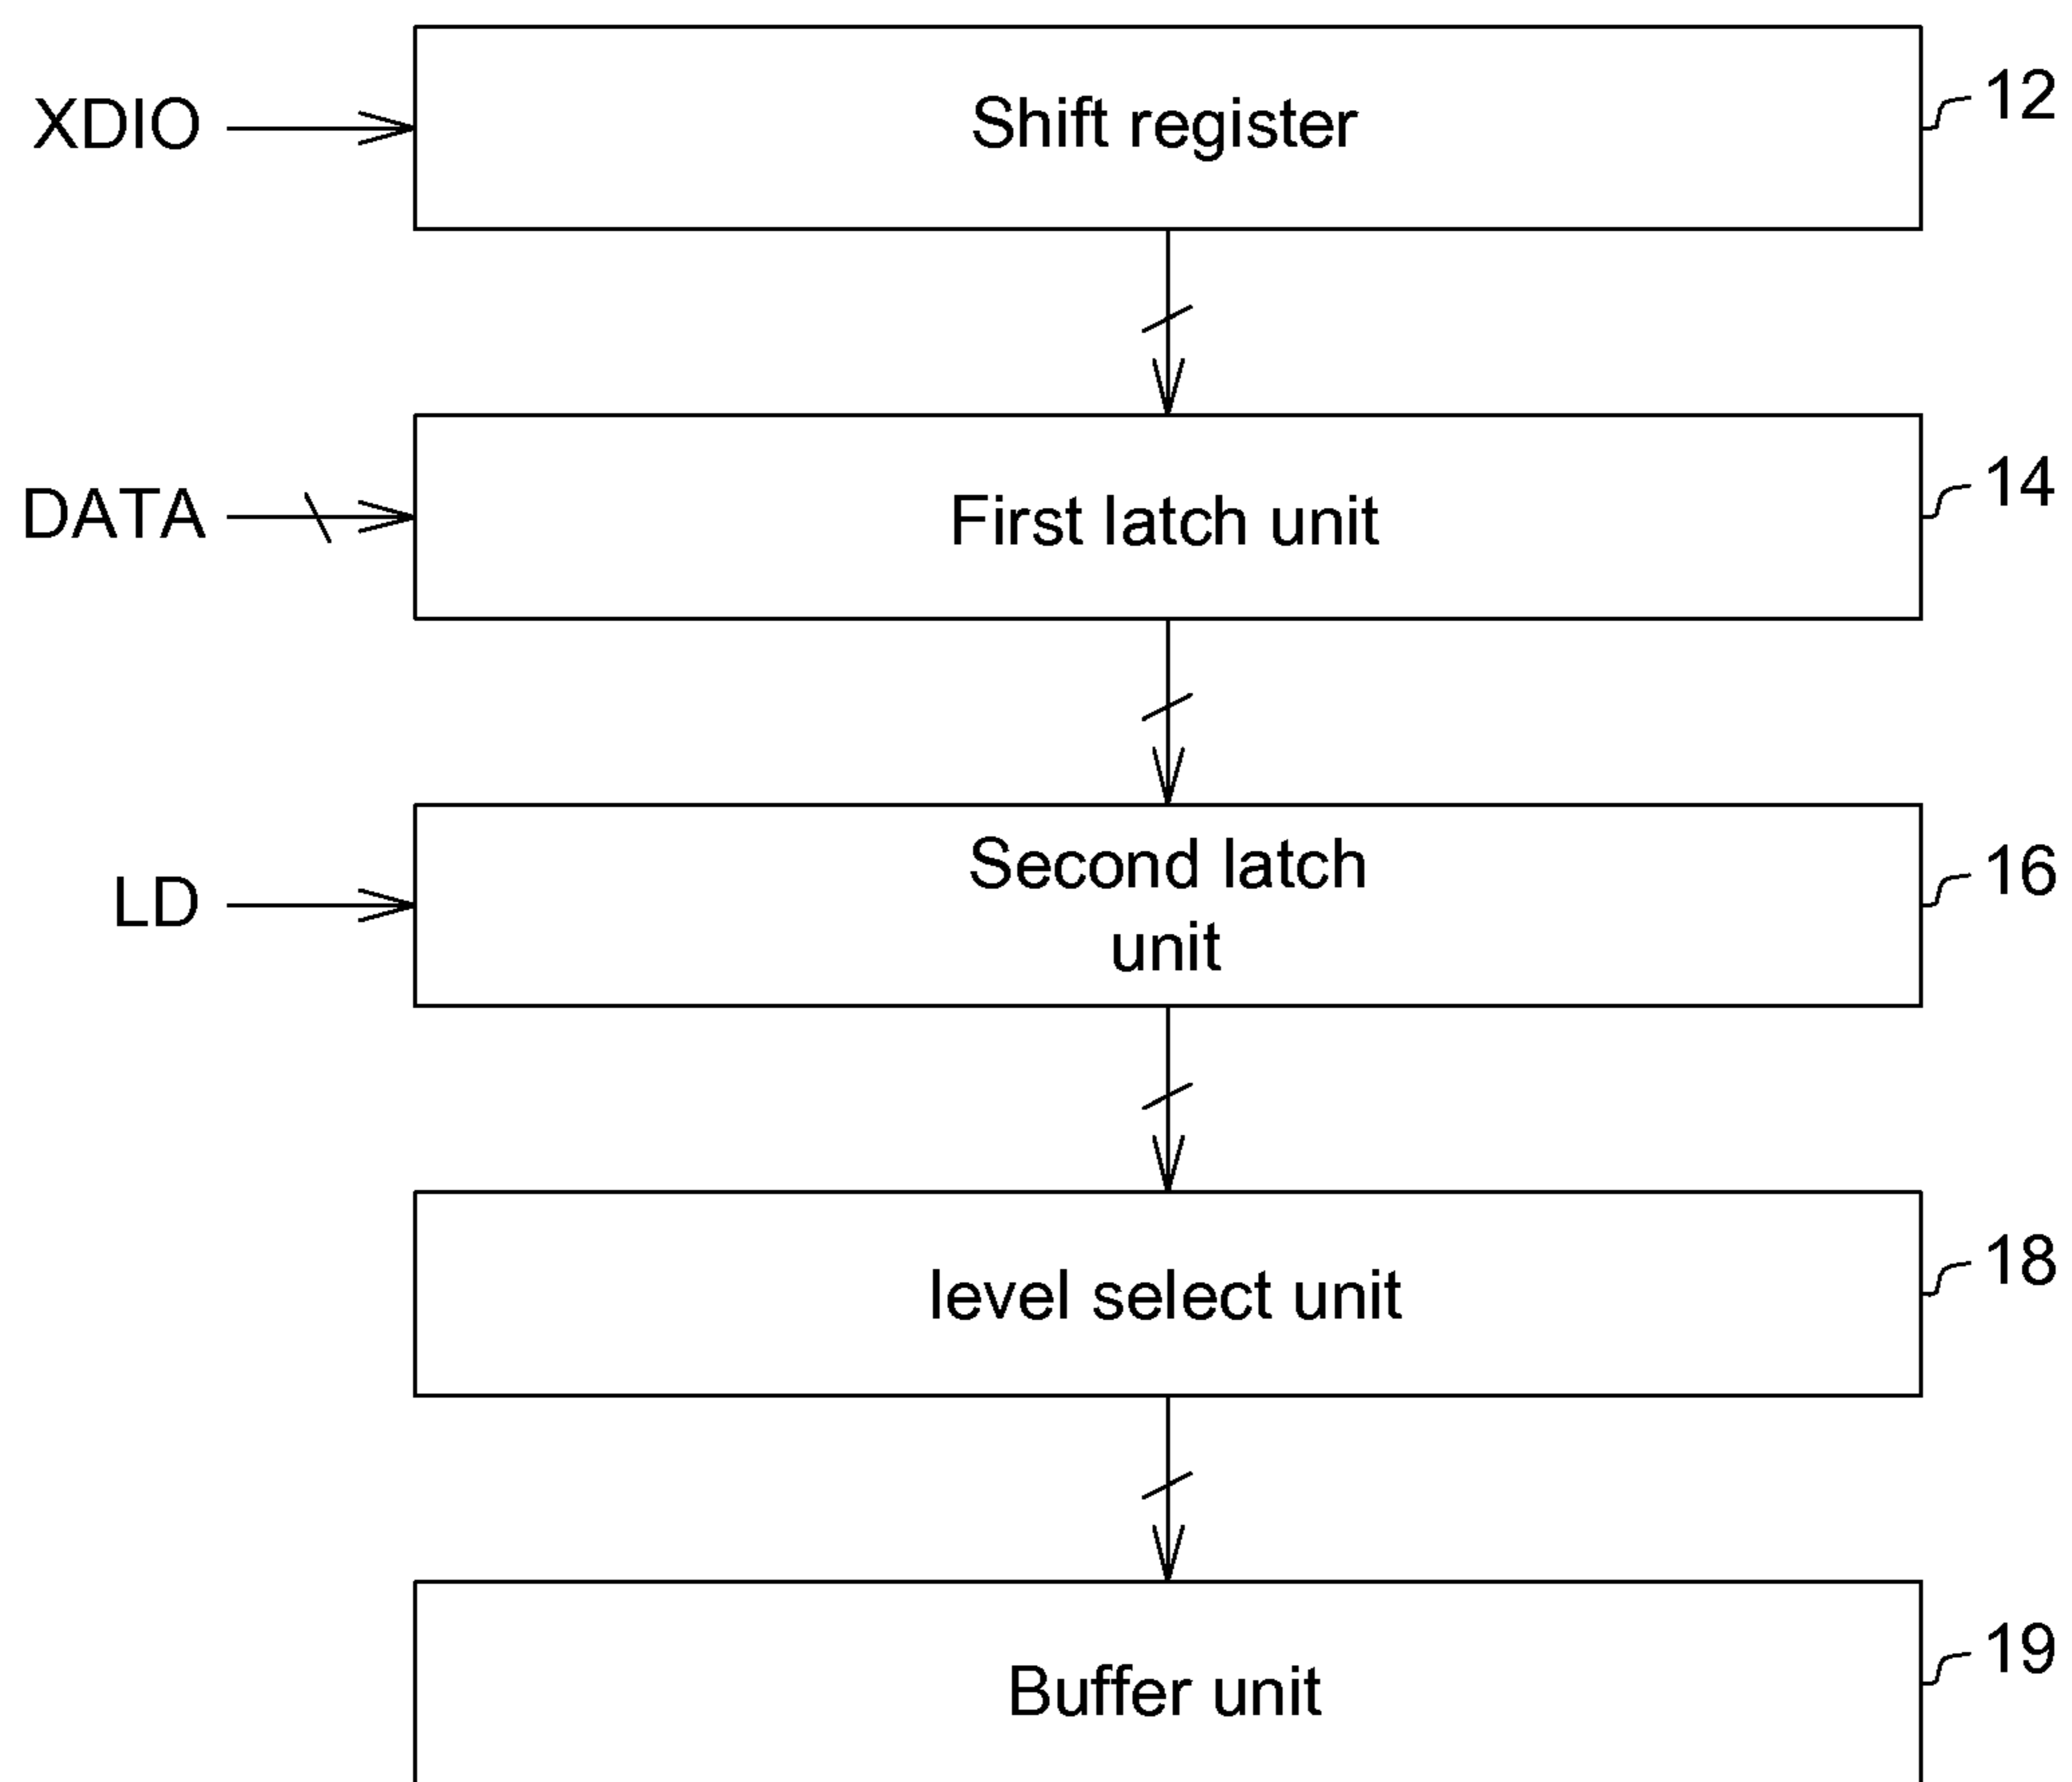 XDIO
Shift register
12
DATA
First latch unit
14
LD
Second latch
unit
16
level select unit
18
Buffer unit
19